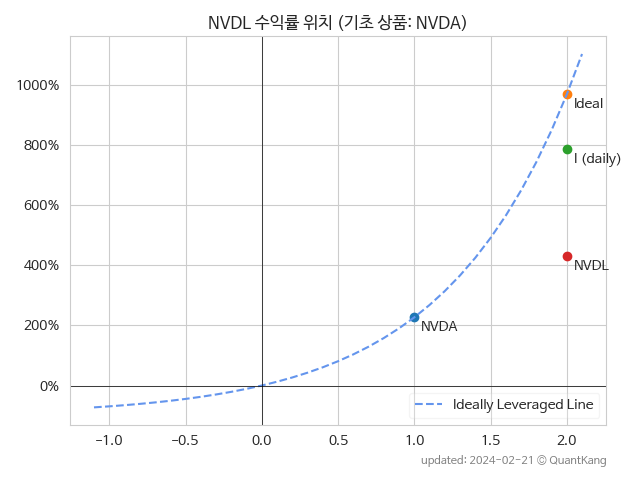 NVDL 수익률 위치 (기초 상품: NVDA)
1000%
800%
600%
400%
200%
0%
Ideal
I (daily)
NVDL
NVDA
Ideally Leveraged Line
−1.0 −0.5 0.0 0.5 1.0 1.5 2.0
updated: 2024-02-21 © QuantKang